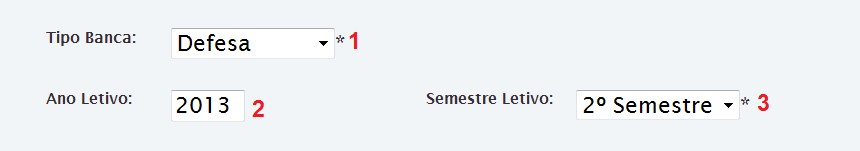 Tipo Banca: Defesa * 1
Ano Letivo: 2013 2 Semestre Letivo: 2º Semestre * 3